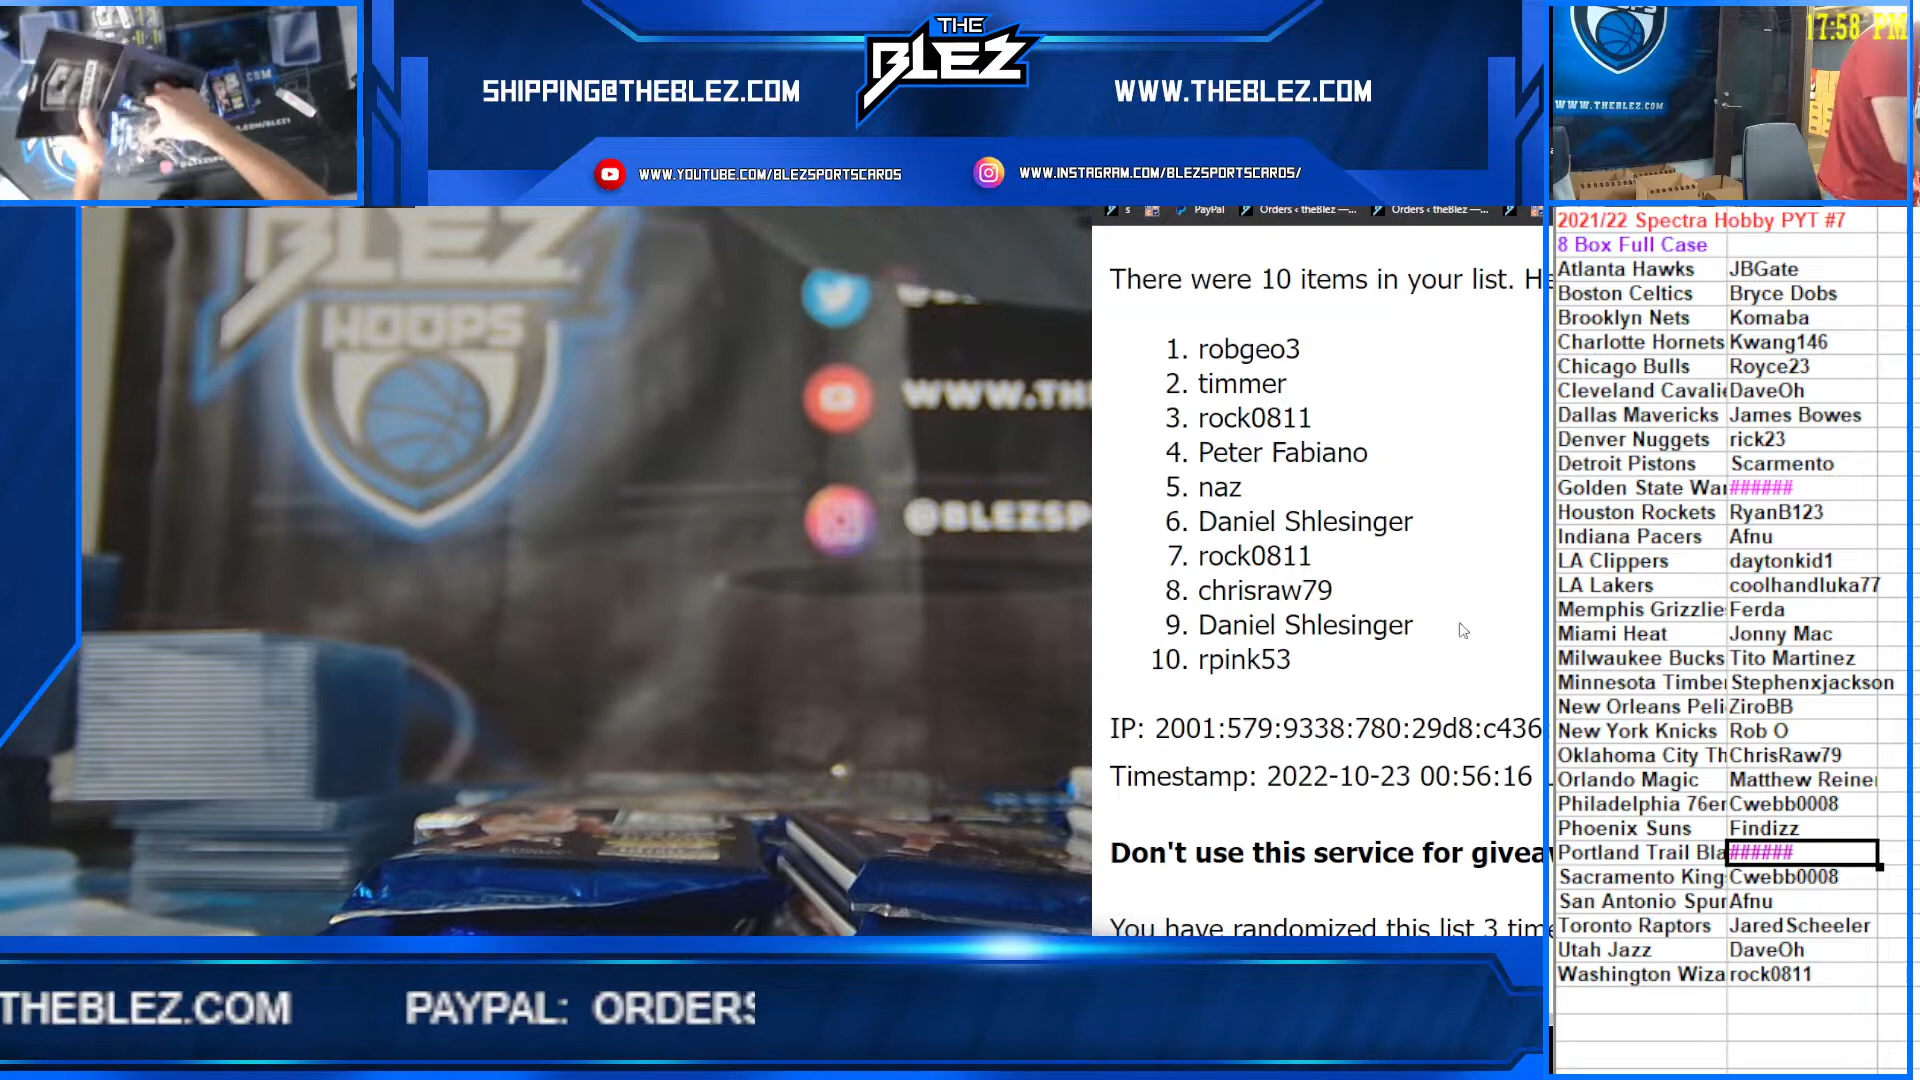 THE
BLEZ
SHIPPING@THEBLEZ.COM
WWW.THEBLEZ.COM
WWW.YOUTUBE.COM/BLEZSPORTSCARDS
WWW.INSTAGRAM.COM/BLEZSPORTSCARDS/
17:58 PM
WWW.THEBLEZ.COM
BLEZ
HOOPS
WWW.TH
@BLEZSP
s
PayPal
Orders ‹ theBlez —...
Orders ‹ theBlez —...
There were 10 items in your list. He
1. robgeo3
2. timmer
3. rock0811
4. Peter Fabiano
5. naz
6. Daniel Shlesinger
7. rock0811
8. chrisraw79
9. Daniel Shlesinger
10. rpink53
IP: 2001:579:9338:780:29d8:c436:
Timestamp: 2022-10-23 00:56:16
Don't use this service for giveaw
You have randomized this list 3 time
2021/22 Spectra Hobby PYT #7
8 Box Full Case
Atlanta Hawks JBGate
Boston Celtics Bryce Dobs
Brooklyn Nets Komaba
Charlotte Hornets Kwang146
Chicago Bulls Royce23
Cleveland Cavali DaveOh
Dallas Mavericks James Bowes
Denver Nuggets rick23
Detroit Pistons Scarmento
Golden State War ######
Houston Rockets RyanB123
Indiana Pacers Afnu
LA Clippers daytonkid1
LA Lakers coolhandluka77
Memphis Grizzlie Ferda
Miami Heat Jonny Mac
Milwaukee Bucks Tito Martinez
Minnesota Timber Stephenxjackson
New Orleans Peli ZiroBB
New York Knicks Rob O
Oklahoma City Th ChrisRaw79
Orlando Magic Matthew Reiner
Philadelphia 76er Cwebb0008
Phoenix Suns Findizz
Portland Trail Bla ######
Sacramento King Cwebb0008
San Antonio Spur Afnu
Toronto Raptors JaredScheeler
Utah Jazz DaveOh
Washington Wiza rock0811
THEBLEZ.COM PAYPAL: ORDERS